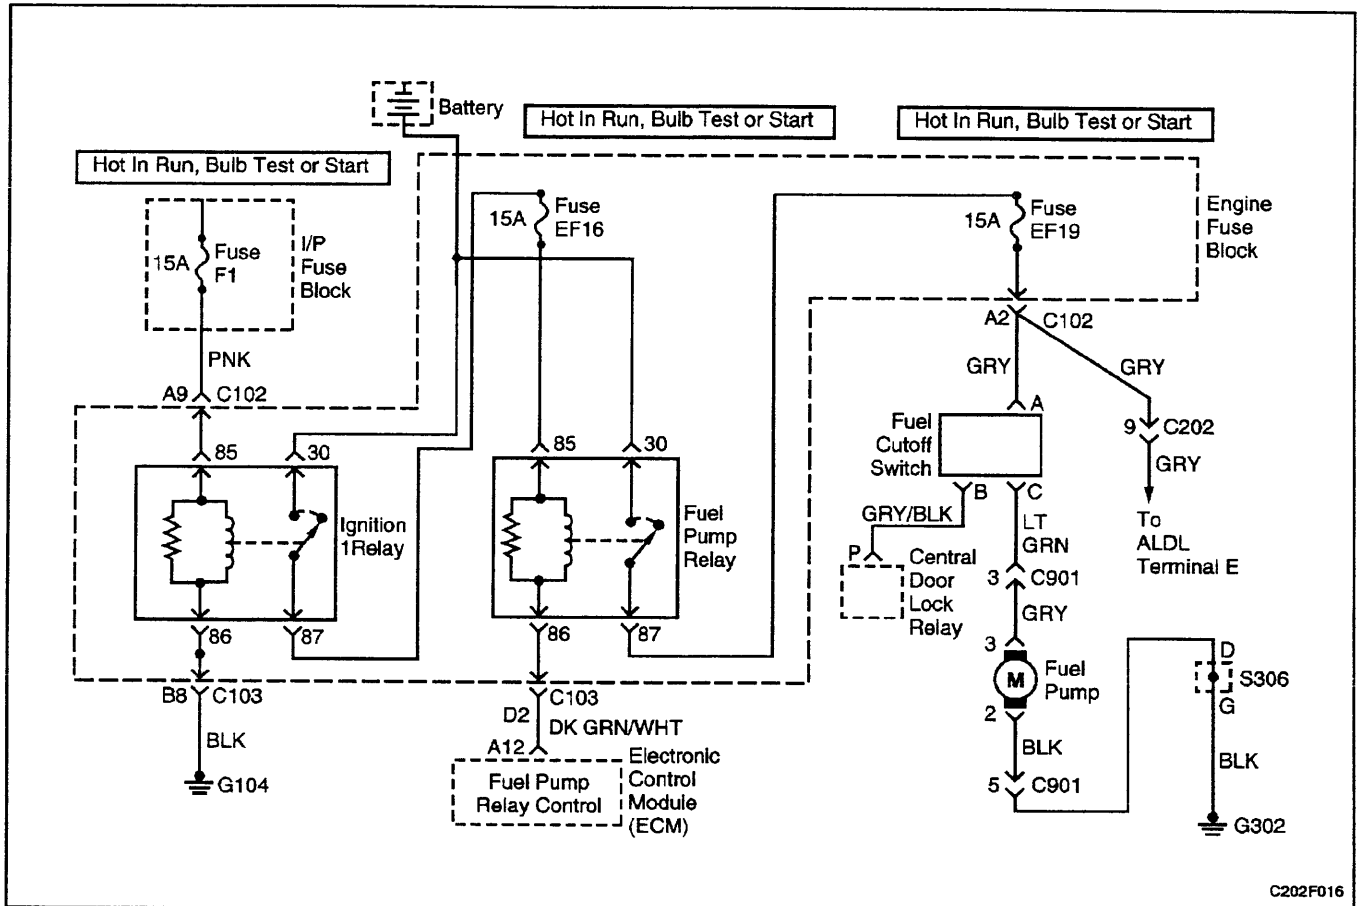 Battery
Hot In Run, Bulb Test or Start
Hot In Run, Bulb Test or Start
Hot In Run, Bulb Test or Start
15A
Fuse
F1
I/P
Fuse
Block
15A
Fuse
EF16
15A
Fuse
EF19
Engine
Fuse
Block
PNK
A9
C102
A2
C102
GRY
GRY
A
Fuel
Cutoff
Switch
9
C202
GRY
B
C
85
30
85
30
Ignition
1Relay
Fuel
Pump
Relay
GRY/BLK
LT
GRN
To
ALDL
Terminal E
P
Central
Door
Lock
Relay
3
C901
GRY
86
87
86
87
3
M
Fuel
Pump
2
D
S306
G
B8
C103
C103
D2
DK GRN/WHT
BLK
BLK
BLK
A12
Fuel Pump
Relay Control
Electronic
Control
Module
(ECM)
G104
5
C901
G302
C202F016